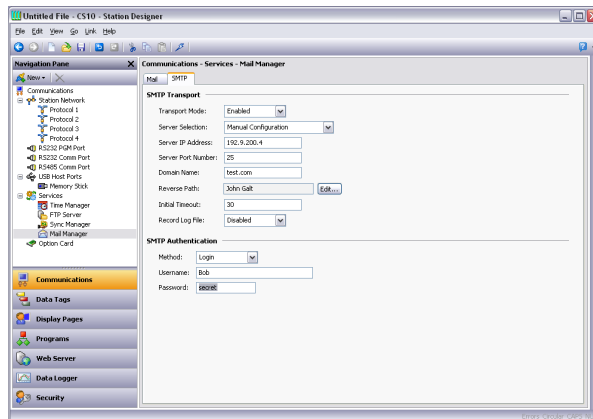 Untitled File - CS10 - Station Designer
File Edit View Go Link Help
Navigation Pane
New
Communications
Station Network
Protocol 1
Protocol 2
Protocol 3
Protocol 4
RS232 PGM Port
RS232 Comm Port
RS485 Comm Port
USB Host Ports
Memory Stick
Services
Time Manager
FTP Server
Sync Manager
Mail Manager
Option Card
Communications
Data Tags
Display Pages
Programs
Web Server
Data Logger
Security
Communications - Services - Mail Manager
Mail SMTP
SMTP Transport
Transport Mode: Enabled
Server Selection: Manual Configuration
Server IP Address: 192.9.200.4
Server Port Number: 25
Domain Name: test.com
Reverse Path: John Galt Edit...
Initial Timeout: 30
Record Log File: Disabled
SMTP Authentication
Method: Login
Username: Bob
Password: secret
Errors Circular CAPS